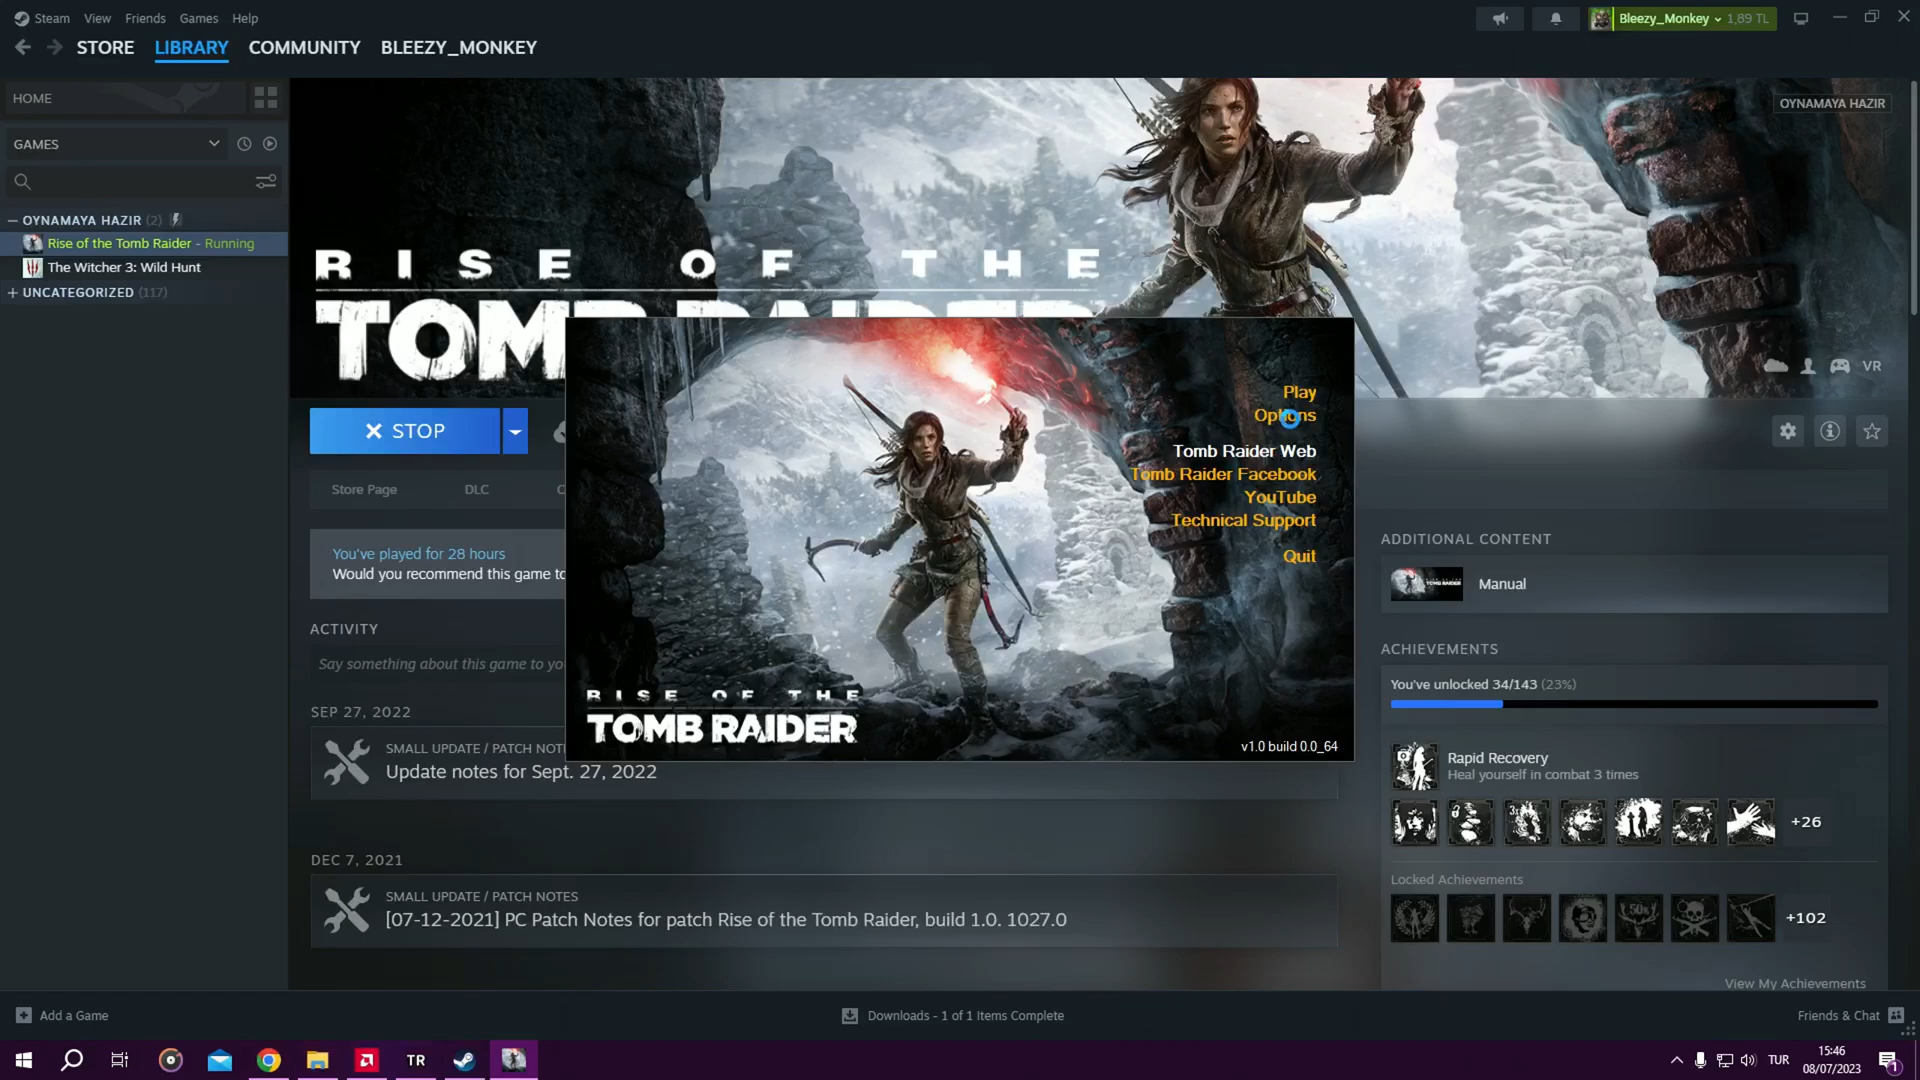 Steam View Friends Games Help
Bleezy_Monkey 1,89 TL
STORE LIBRARY COMMUNITY BLEEZY_MONKEY
HOME
OYNAMAYA HAZIR
GAMES
OYNAMAYA HAZIR (2)
Rise of the Tomb Raider - Running
The Witcher 3: Wild Hunt
UNCATEGORIZED (117)
RISE OF THE
TOMB RAIDER
VR
STOP
Play
Options
Tomb Raider Web
Tomb Raider Facebook
YouTube
Technical Support
Quit
RISE OF THE
TOMB RAIDER
v1.0 build 0.0_64
Store Page DLC C
You've played for 28 hours
Would you recommend this game to
ACTIVITY
Say something about this game to yo
SEP 27, 2022
SMALL UPDATE / PATCH NOT
Update notes for Sept. 27, 2022
DEC 7, 2021
SMALL UPDATE / PATCH NOTES
[07-12-2021] PC Patch Notes for patch Rise of the Tomb Raider, build 1.0. 1027.0
ADDITIONAL CONTENT
Manual
ACHIEVEMENTS
You've unlocked 34/143 (23%)
Rapid Recovery
Heal yourself in combat 3 times
+26
Locked Achievements
50K
+102
View My Achievements
Add a Game
Downloads - 1 of 1 Items Complete
Friends & Chat
TR
TUR
15:46
08/07/2023
1